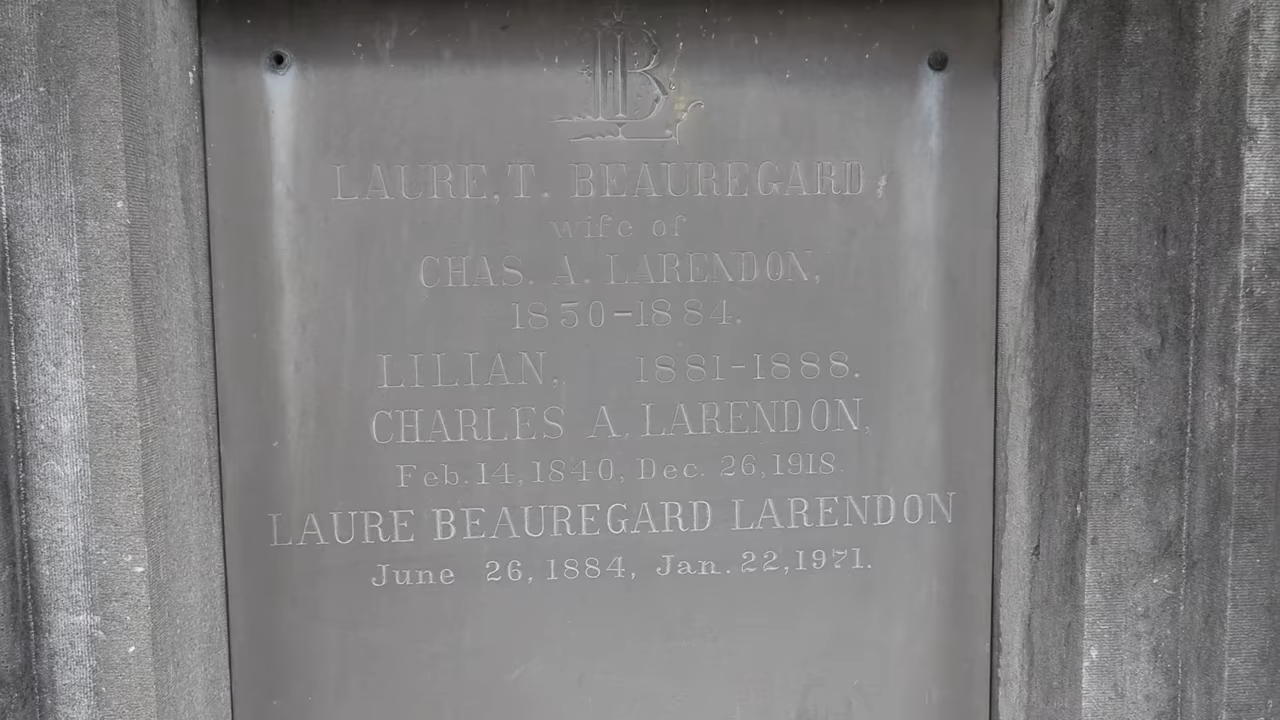 LB
LAURE, T. BEAUREGARD,
wife of
CHAS. A. LARENDON,
1850-1884.
LILIAN, 1881-1888.
CHARLES A. LARENDON,
Feb. 14, 1840, Dec. 26, 1918.
LAURE BEAUREGARD LARENDON
June 26, 1884, Jan. 22, 1971.